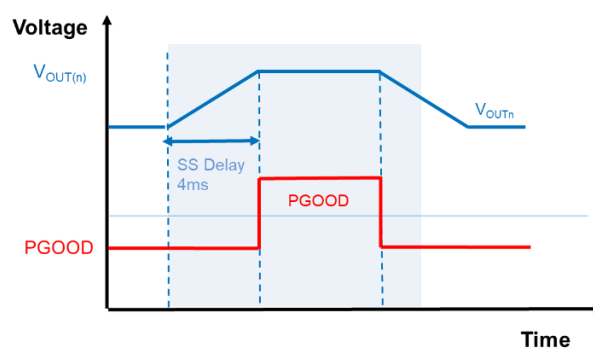 Voltage
VOUT(n)
VOUTn
SS Delay
4ms
PGOOD
PGOOD
Time